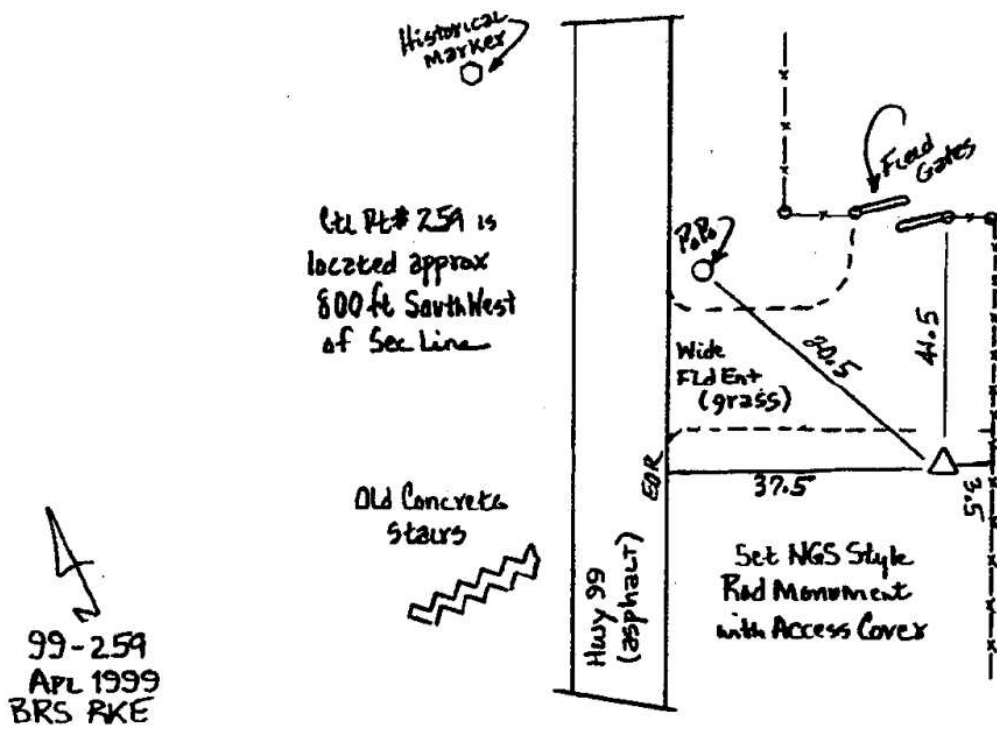 Historical
Marker
Field
Gates
Ctl Pt# 259 is
located approx
800 ft SouthWest
of Sec Line
P.P.
20.5
41.5
Wide
FLd Ent
(grass)
EOR
37.5
3.5
Old Concrete
Stairs
Hwy 99
(asphalt)
Set NGS Style
Rod Monument
with Access Cover
99-259
APL 1999
BRS RKE